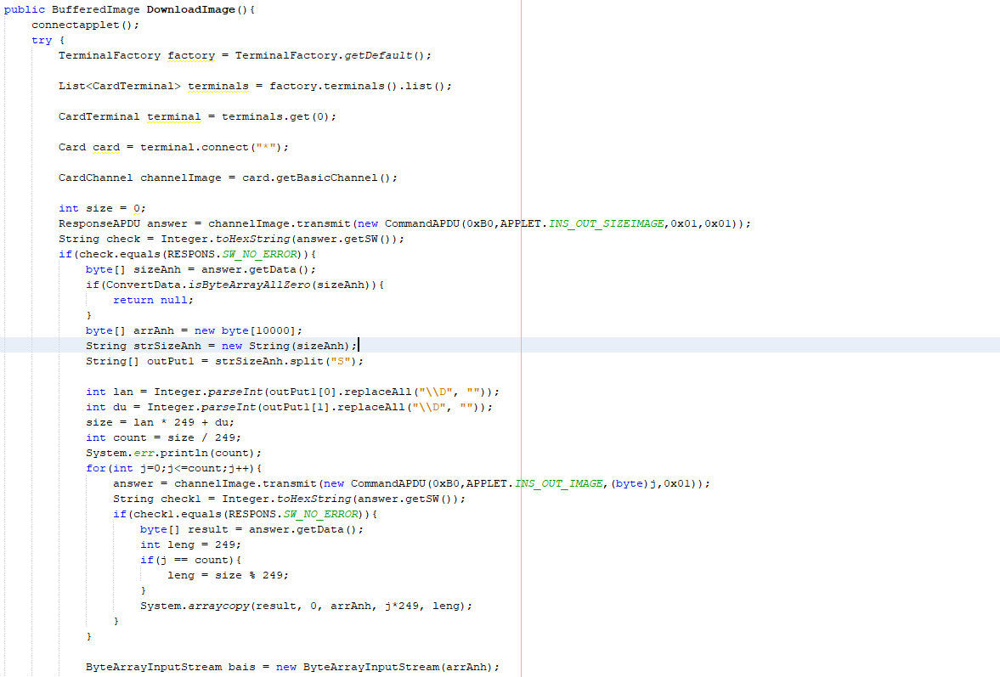 public BufferedImage DownloadImage(){
connectapplet();
try {
TerminalFactory factory = TerminalFactory.getDefault();
List<CardTerminal> terminals = factory.terminals().list();
CardTerminal terminal = terminals.get(0);
Card card = terminal.connect("*");
CardChannel channelImage = card.getBasicChannel();
int size = 0;
ResponseAPDU answer = channelImage.transmit(new CommandAPDU(0xB0,APPLET.INS_OUT_SIZEIMAGE,0x01,0x01));
String check = Integer.toHexString(answer.getSW());
if(check.equals(RESPONS.SW_NO_ERROR)){
byte[] sizeAnh = answer.getData();
if(ConvertData.isByteArrayAllZero(sizeAnh)){
return null;
}
byte[] arrAnh = new byte[10000];
String strSizeAnh = new String(sizeAnh);
String[] outPut1 = strSizeAnh.split("S");
int lan = Integer.parseInt(outPut1[0].replaceAll("\\D", ""));
int du = Integer.parseInt(outPut1[1].replaceAll("\\D", ""));
size = lan * 249 + du;
int count = size / 249;
System.err.println(count);
for(int j=0;j<=count;j++){
answer = channelImage.transmit(new CommandAPDU(0xB0,APPLET.INS_OUT_IMAGE,(byte)j,0x01));
String check1 = Integer.toHexString(answer.getSW());
if(check1.equals(RESPONS.SW_NO_ERROR)){
byte[] result = answer.getData();
int leng = 249;
if(j == count){
leng = size % 249;
}
System.arraycopy(result, 0, arrAnh, j*249, leng);
}
}
ByteArrayInputStream bais = new ByteArrayInputStream(arrAnh);